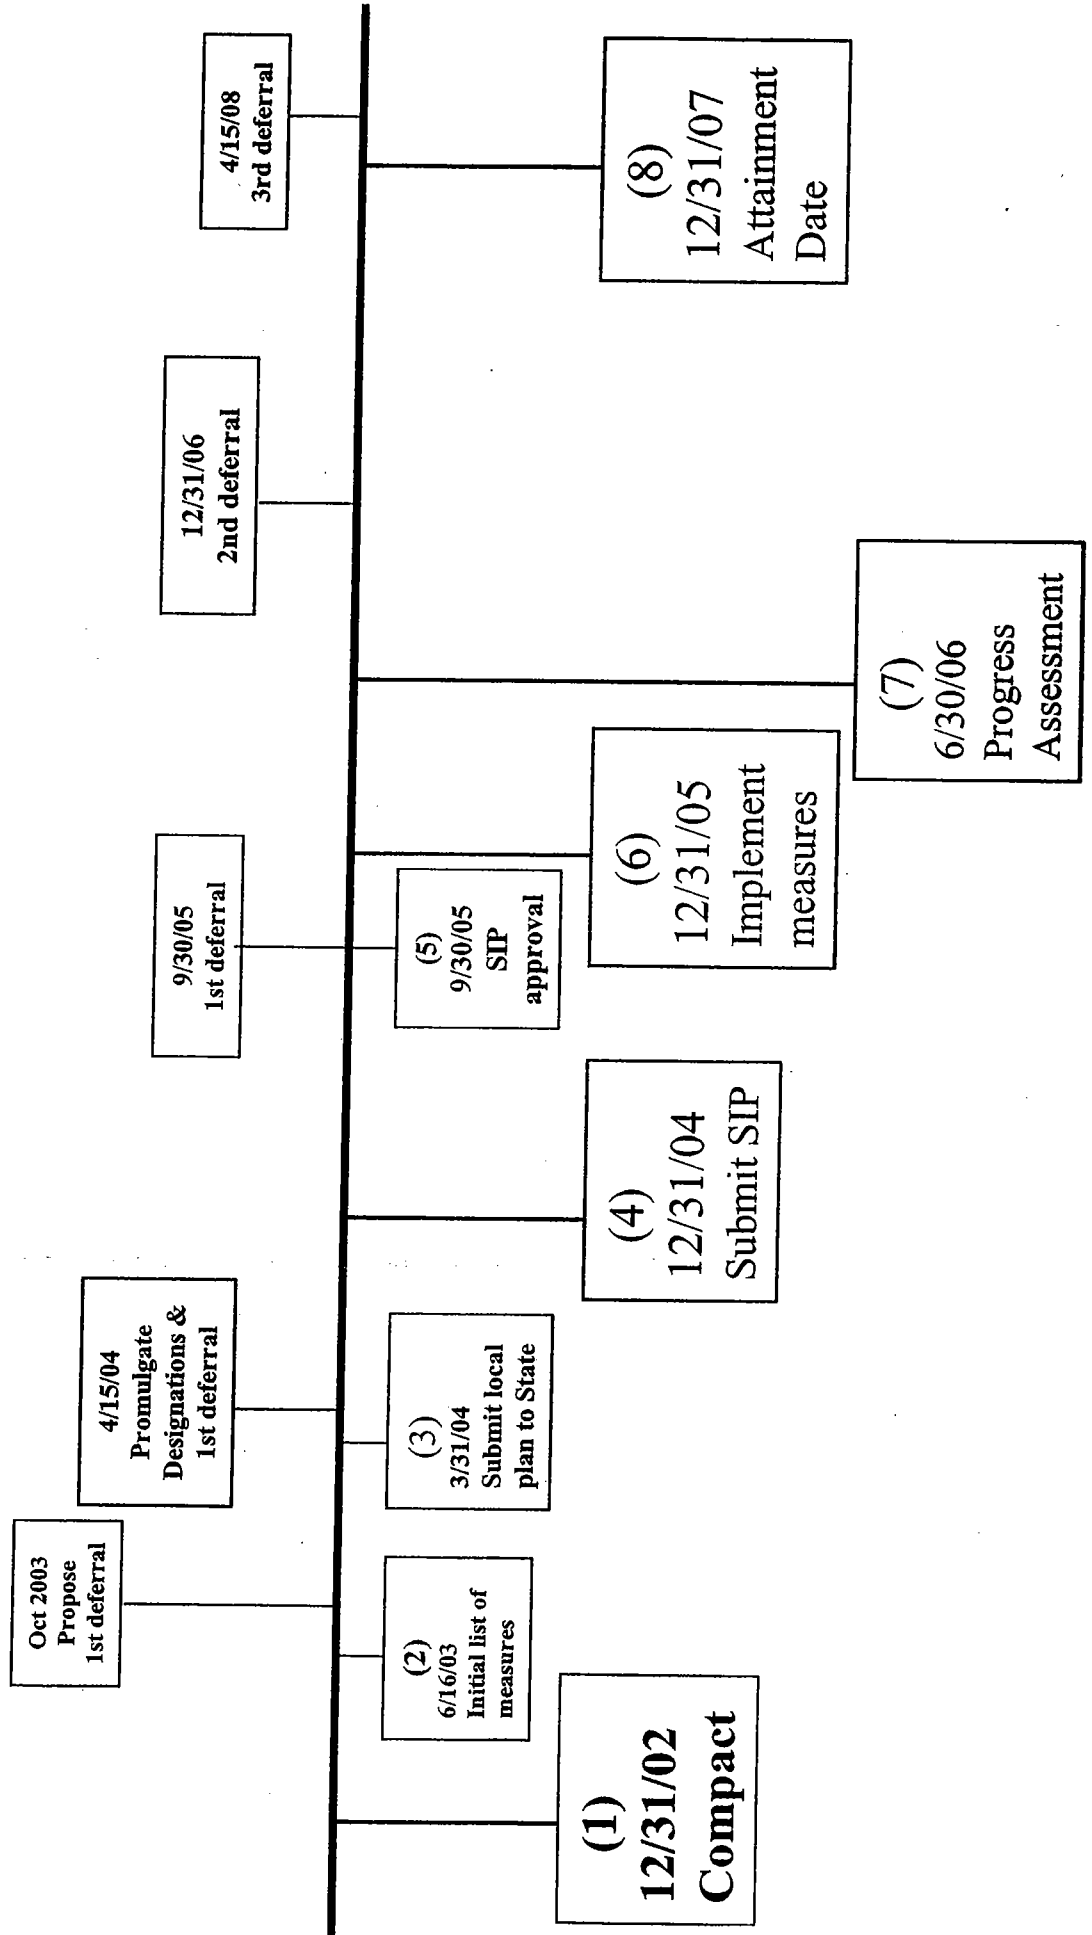 Oct 2003
Propose
1st deferral
4/15/04
Promulgate
Designations &
1st deferral
9/30/05
1st deferral
12/31/06
2nd deferral
4/15/08
3rd deferral
(1)
12/31/02
Compact
(2)
6/16/03
Initial list of
measures
(3)
3/31/04
Submit local
plan to State
(4)
12/31/04
Submit SIP
(5)
9/30/05
SIP
approval
(6)
12/31/05
Implement
measures
(7)
6/30/06
Progress
Assessment
(8)
12/31/07
Attainment
Date